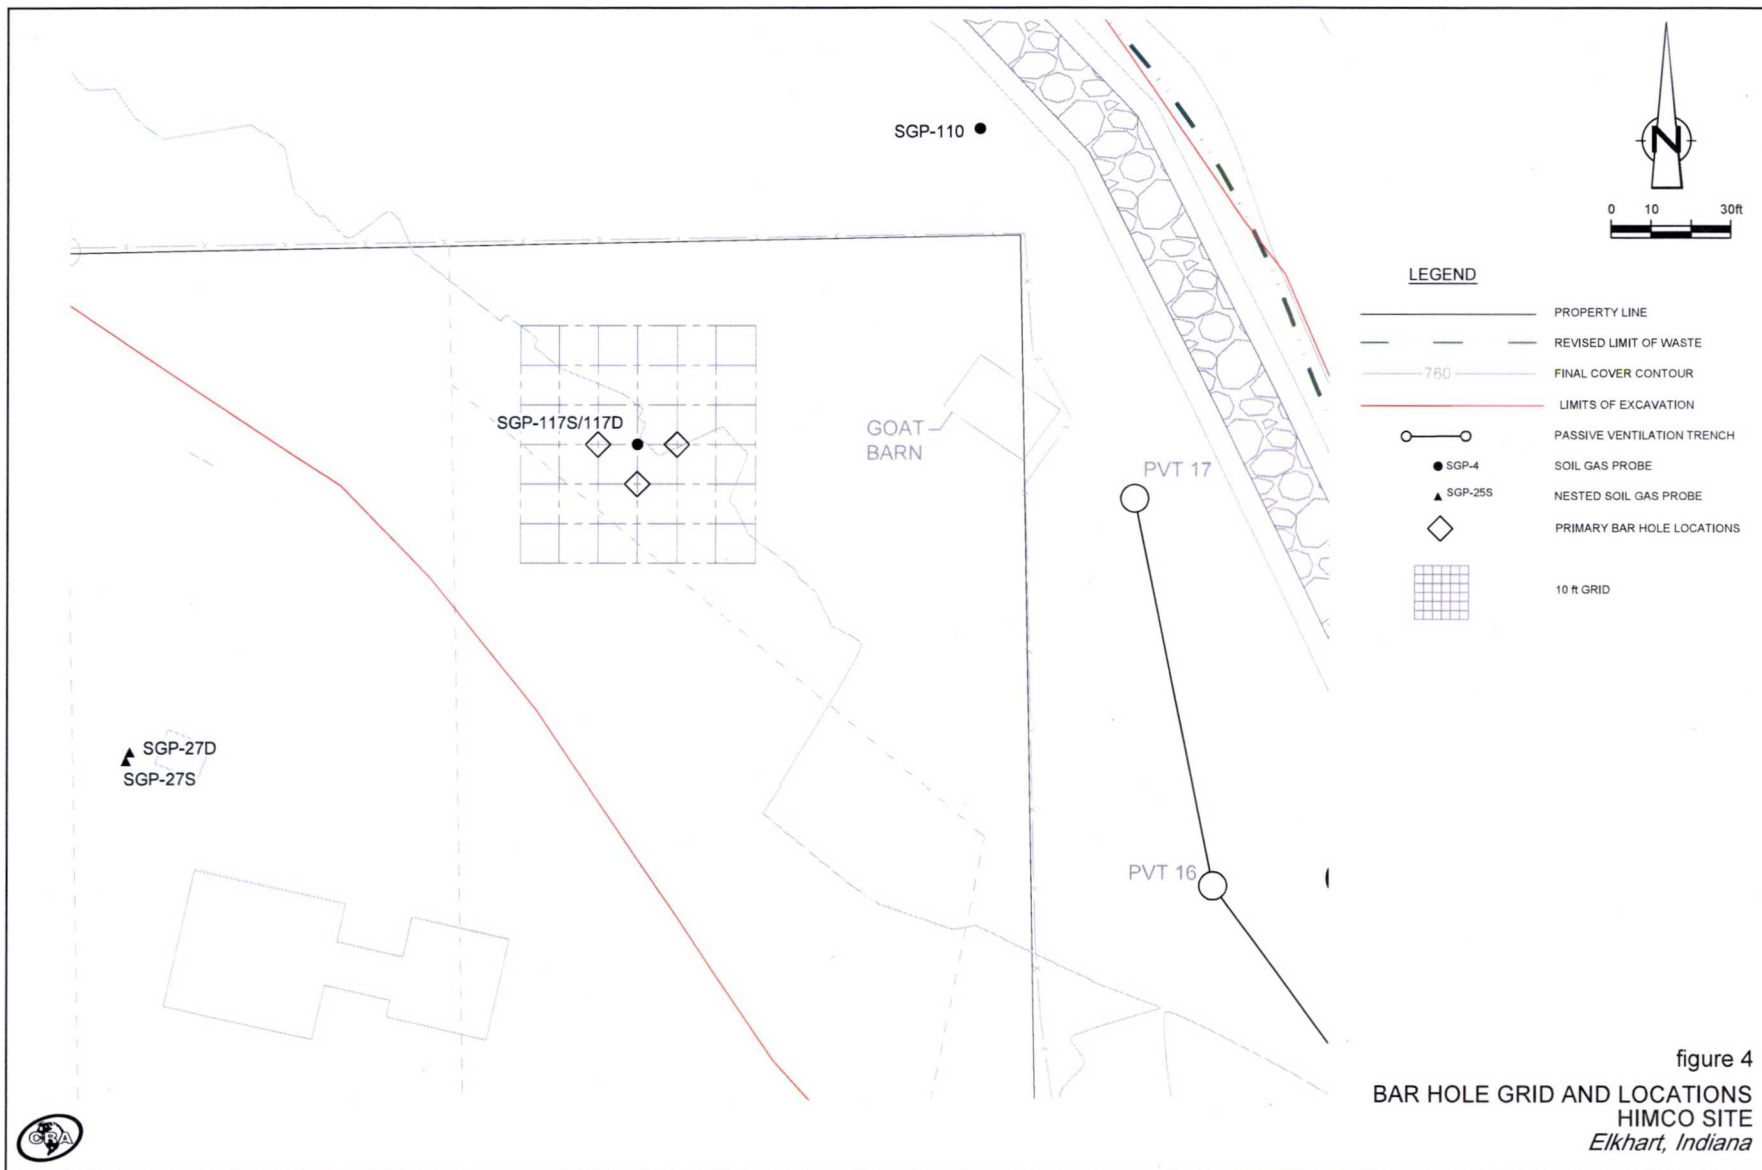 SGP-110
N
0 10 30ft
LEGEND
PROPERTY LINE
REVISED LIMIT OF WASTE
760
FINAL COVER CONTOUR
LIMITS OF EXCAVATION
PASSIVE VENTILATION TRENCH
SGP-4
SOIL GAS PROBE
SGP-25S
NESTED SOIL GAS PROBE
PRIMARY BAR HOLE LOCATIONS
10 ft GRID
SGP-117S/117D
GOAT
BARN
PVT 17
SGP-27D
SGP-27S
PVT 16
figure 4
BAR HOLE GRID AND LOCATIONS
HIMCO SITE
Elkhart, Indiana
CRA